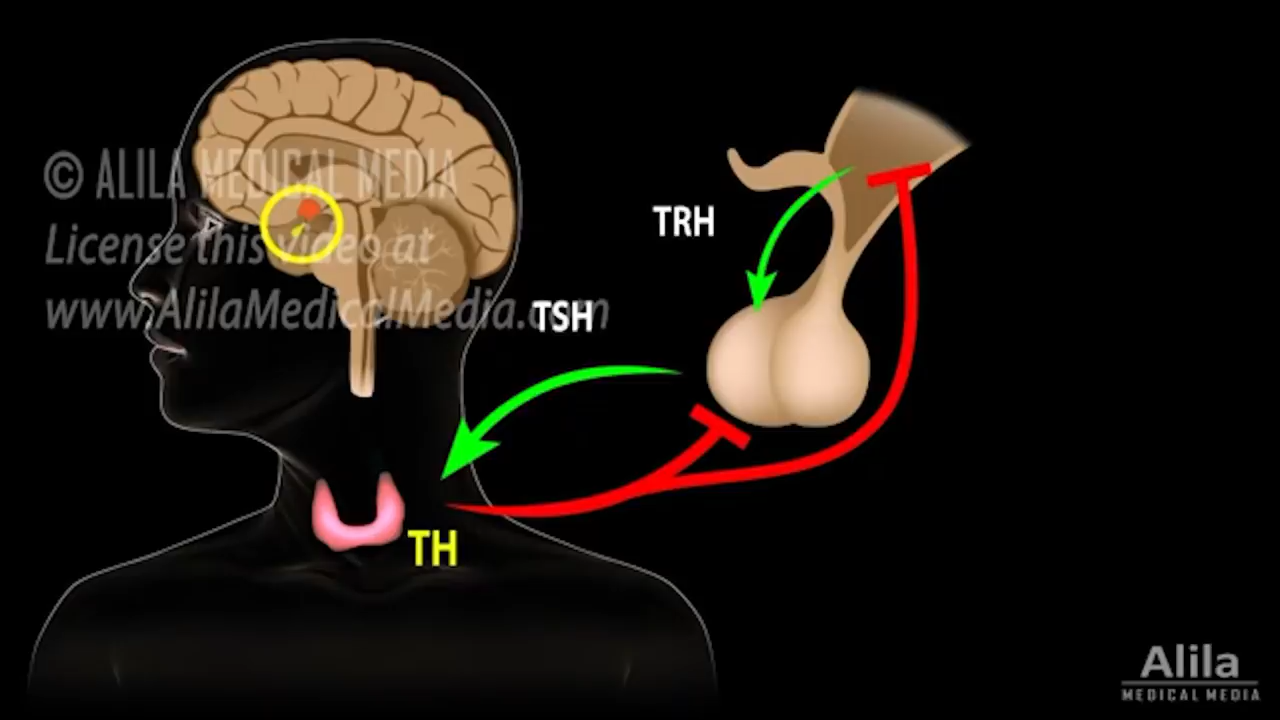 © ALILA MEDICAL MEDIA
License this video at
www.AlilaMedicalMedia.com
TRH
TSH
TH
Alila
MEDICAL MEDIA